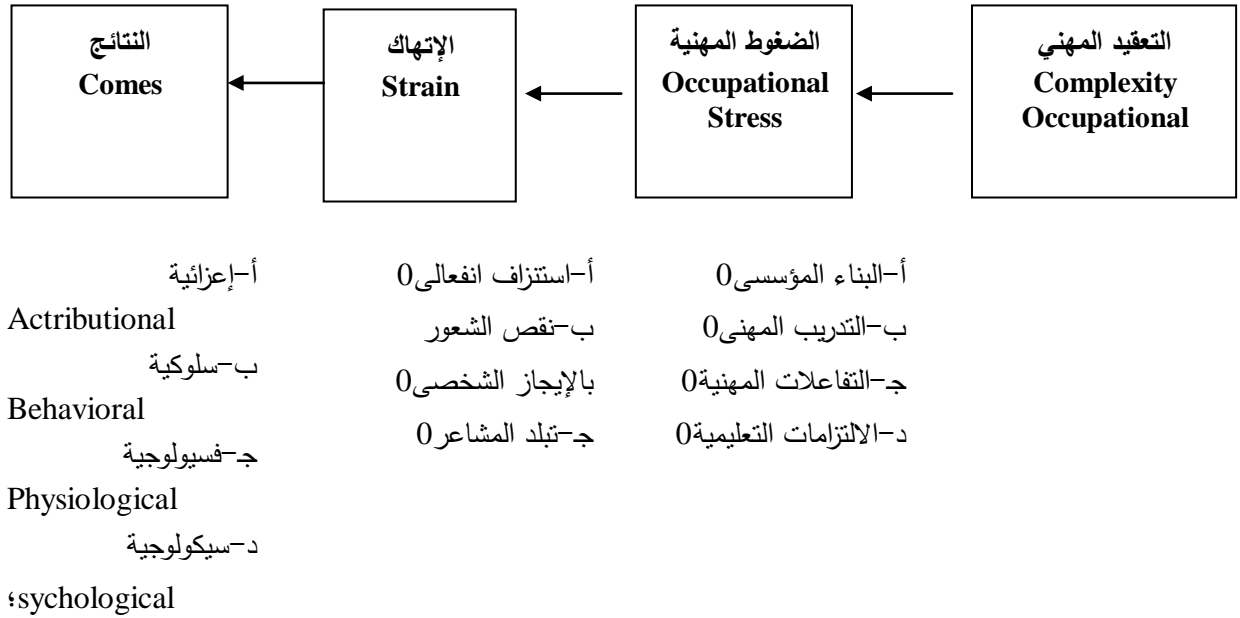 التعقيد المهني
Complexity
Occupational
الضغوط المهنية
Occupational
Stress
الإتهاك
Strain
النتائج
Comes
أ–البناء المؤسسى0
ب–التدريب المهنى0
جـ–التفاعلات المهنية0
د–الالتزامات التعليمية0
أ–استنزاف انفعالى0
ب–نقص الشعور
بالإيجاز الشخصى0
جـ–تبلد المشاعر0
أ–إعزائية
Actributional
ب–سلوكية
Behavioral
جـ–فسيولوجية
Physiological
د–سيكولوجية
؛sychological